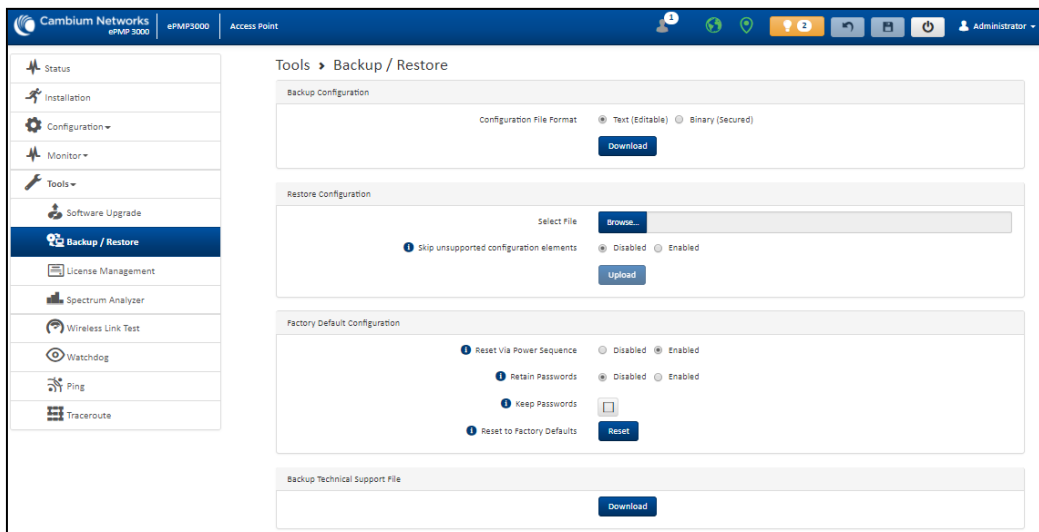 Cambium Networks
ePMP 3000
ePMP3000
Access Point
1
2
Administrator
Status
Installation
Configuration
Monitor
Tools
Software Upgrade
Backup / Restore
License Management
Spectrum Analyzer
Wireless Link Test
Watchdog
Ping
Traceroute
Tools > Backup / Restore
Backup Configuration
Configuration File Format Text (Editable) Binary (Secured)
Download
Restore Configuration
Select File Browse...
Skip unsupported configuration elements Disabled Enabled
Upload
Factory Default Configuration
Reset Via Power Sequence Disabled Enabled
Retain Passwords Disabled Enabled
Keep Passwords
Reset to Factory Defaults Reset
Backup Technical Support File
Download